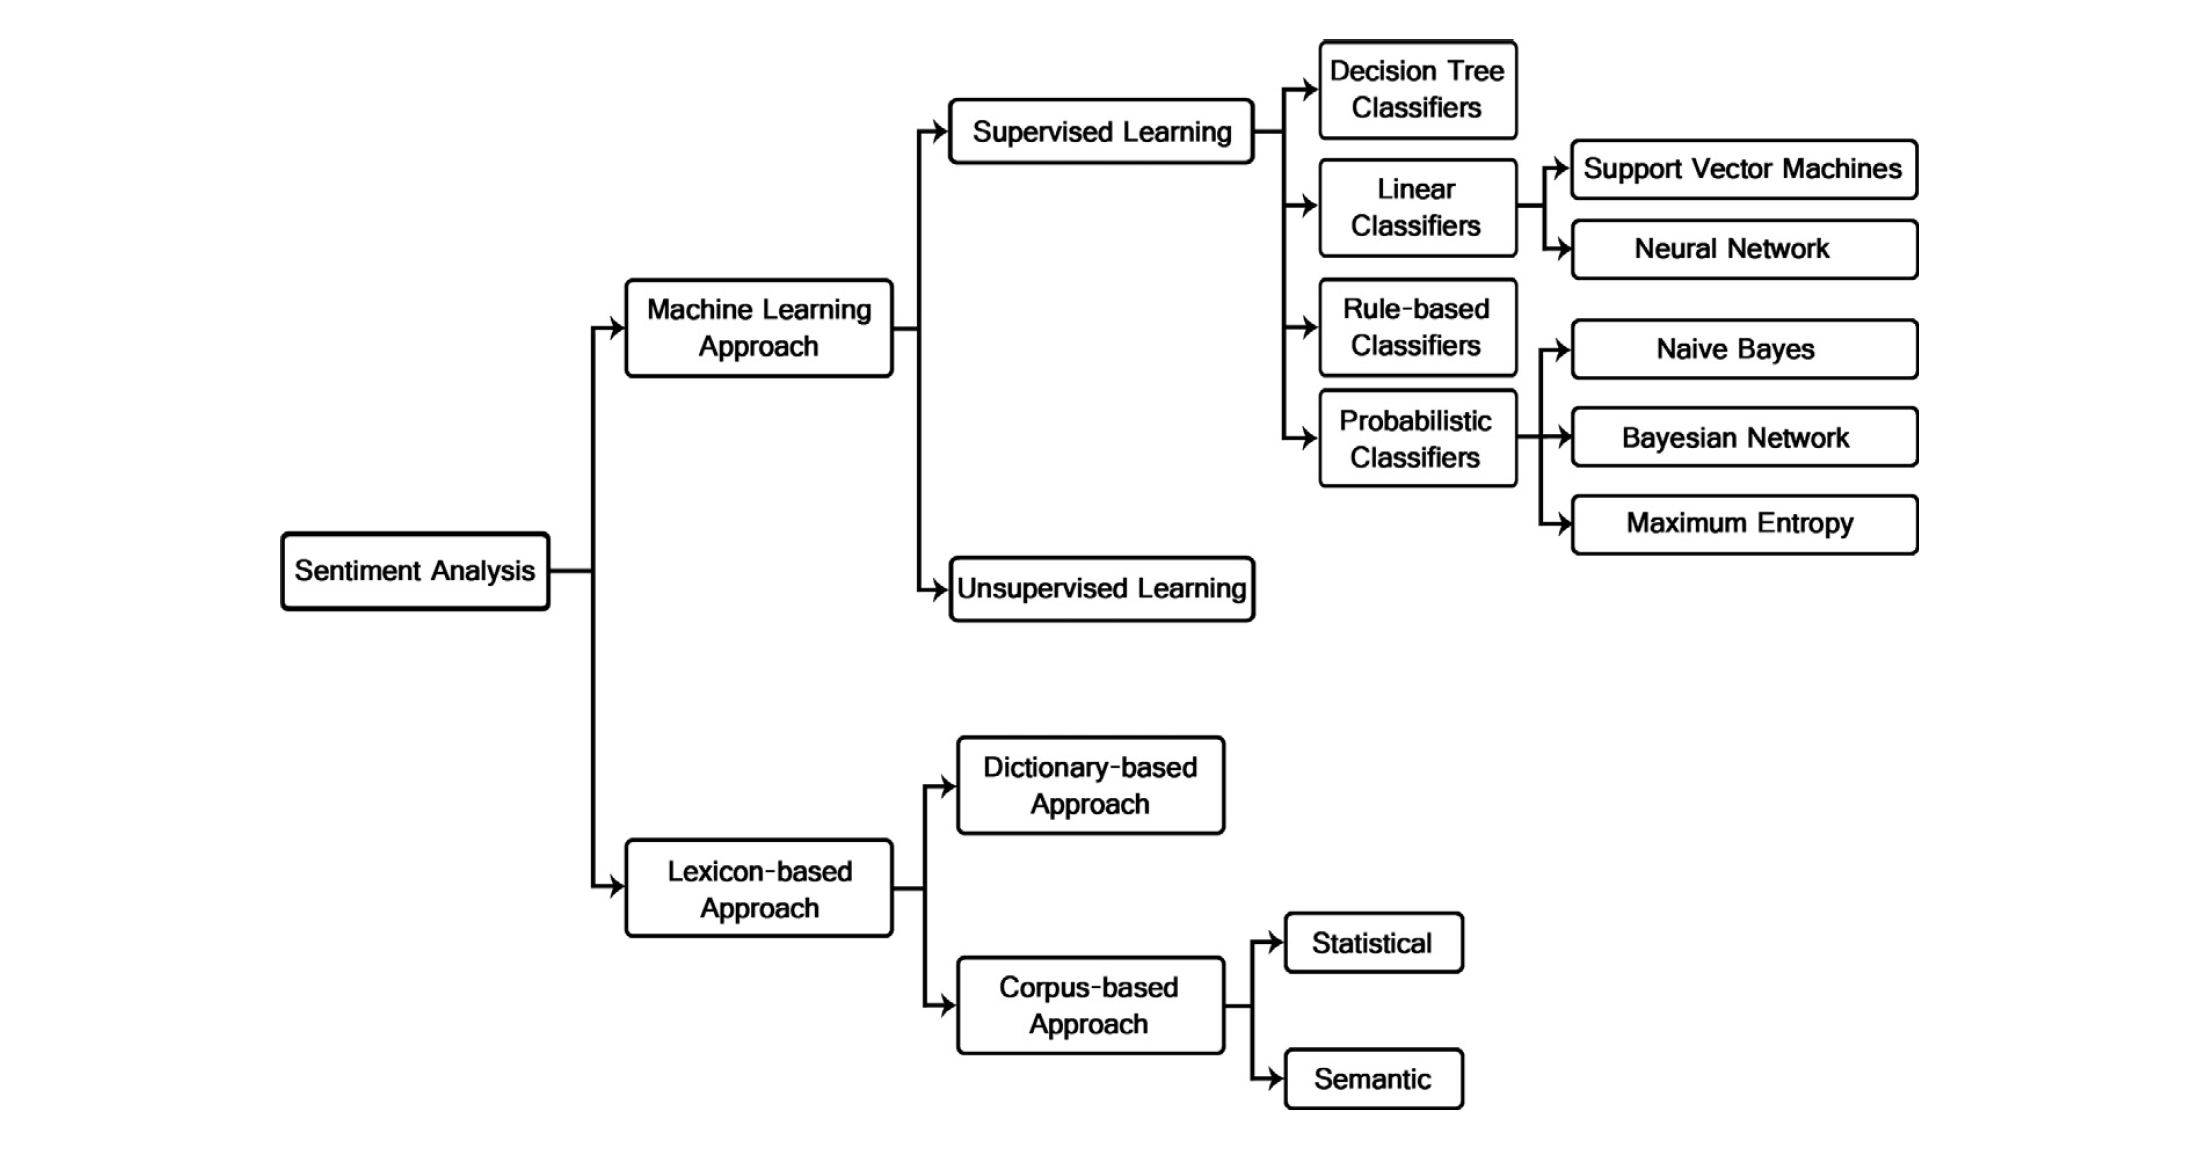 Decision Tree
Classifiers
Supervised Learning
Support Vector Machines
Linear
Classifiers
Neural Network
Machine Learning
Approach
Rule-based
Classifiers
Naive Bayes
Probabilistic
Classifiers
Bayesian Network
Maximum Entropy
Sentiment Analysis
Unsupervised Learning
Dictionary-based
Approach
Lexicon-based
Approach
Statistical
Corpus-based
Approach
Semantic